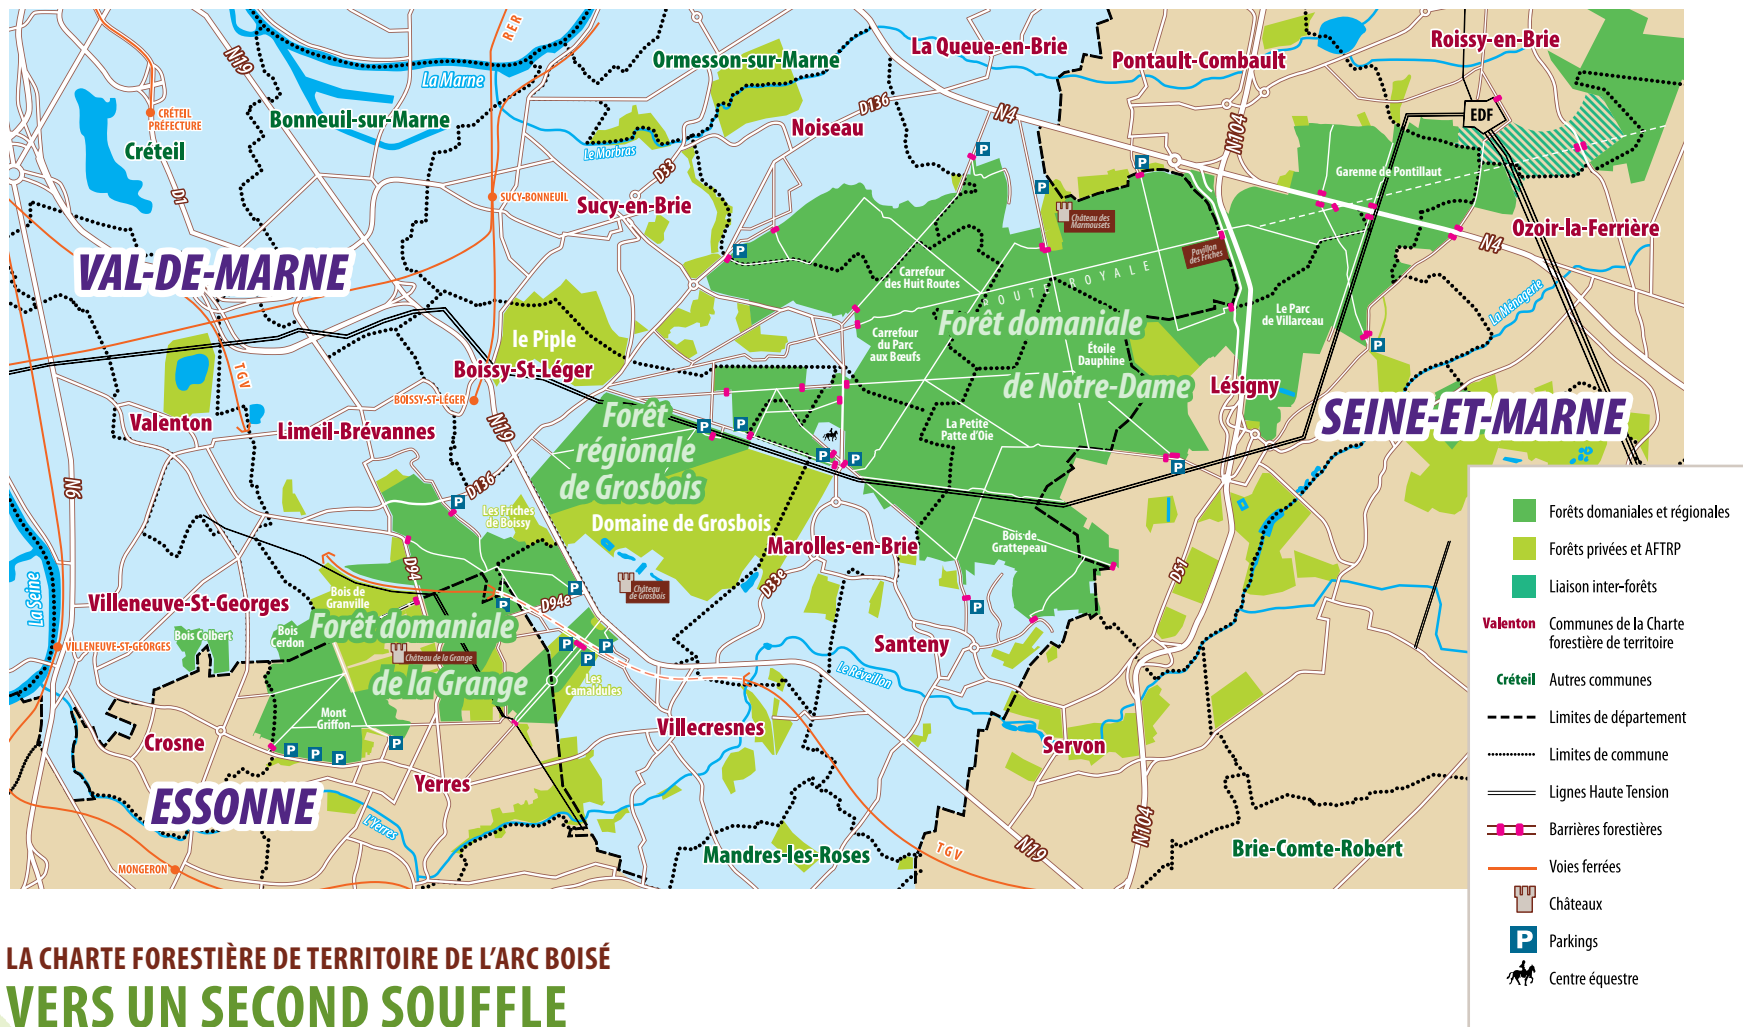 RER
N19
La Marne
Ormesson-sur-Marne
La Queue-en-Brie
Pontault-Combault
Roissy-en-Brie
CRÉTEIL
PRÉFECTURE
Créteil
Bonneuil-sur-Marne
D136
Noiseau
N4
N104
EDF
Le Morbras
D33
P
P
P
Garenne de Pontillaut
D1
SUCY-BONNEUIL
Sucy-en-Brie
Château des
Marmousets
Ozoir-la-Ferrière
N4
VAL-DE-MARNE
P
Pavillon
des Friches
Carrefour
des Huit Routes
ROUTE ROYALE
La Ménagerie
Le Parc
de Villarceau
le Piple
Forêt domaniale
de Notre-Dame
Carrefour
du Parc
aux Bœufs
Étoile
Dauphine
P
Boissy-St-Léger
TGV
BOISSY-ST-LÉGER
Lésigny
SEINE-ET-MARNE
Valenton
Limeil-Brévannes
N19
Forêt
régionale
de Grosbois
P
P
P
P
La Petite
Patte d'Oie
P
N6
D136
P
Les Friches
de Boissy
Domaine de Grosbois
Marolles-en-Brie
Bois de
Grattepeau
D94
D33e
D51
La Seine
Villeneuve-St-Georges
Bois de
Granville
P
D94e
P
Château
de Grosbois
P
Bois Colbert
Bois
Cerdon
Forêt domaniale
de la Grange
VILLENEUVE-ST-GEORGES
Château de la Grange
P
P
P
Les
Camaldules
Santeny
Le Réveillon
Mont
Griffon
Crosne
P
P
P
P
Villecresnes
Servon
Yerres
ESSONNE
L'Yerres
MONGERON
Mandres-les-Roses
TGV
N19
N104
Brie-Comte-Robert
Forêts domaniales et régionales
Forêts privées et AFTRP
Liaison inter-forêts
Valenton Communes de la Charte
forestière de territoire
Créteil Autres communes
Limites de département
Limites de commune
Lignes Haute Tension
Barrières forestières
Voies ferrées
Châteaux
P Parkings
Centre équestre
LA CHARTE FORESTIÈRE DE TERRITOIRE DE L'ARC BOISÉ
VERS UN SECOND SOUFFLE